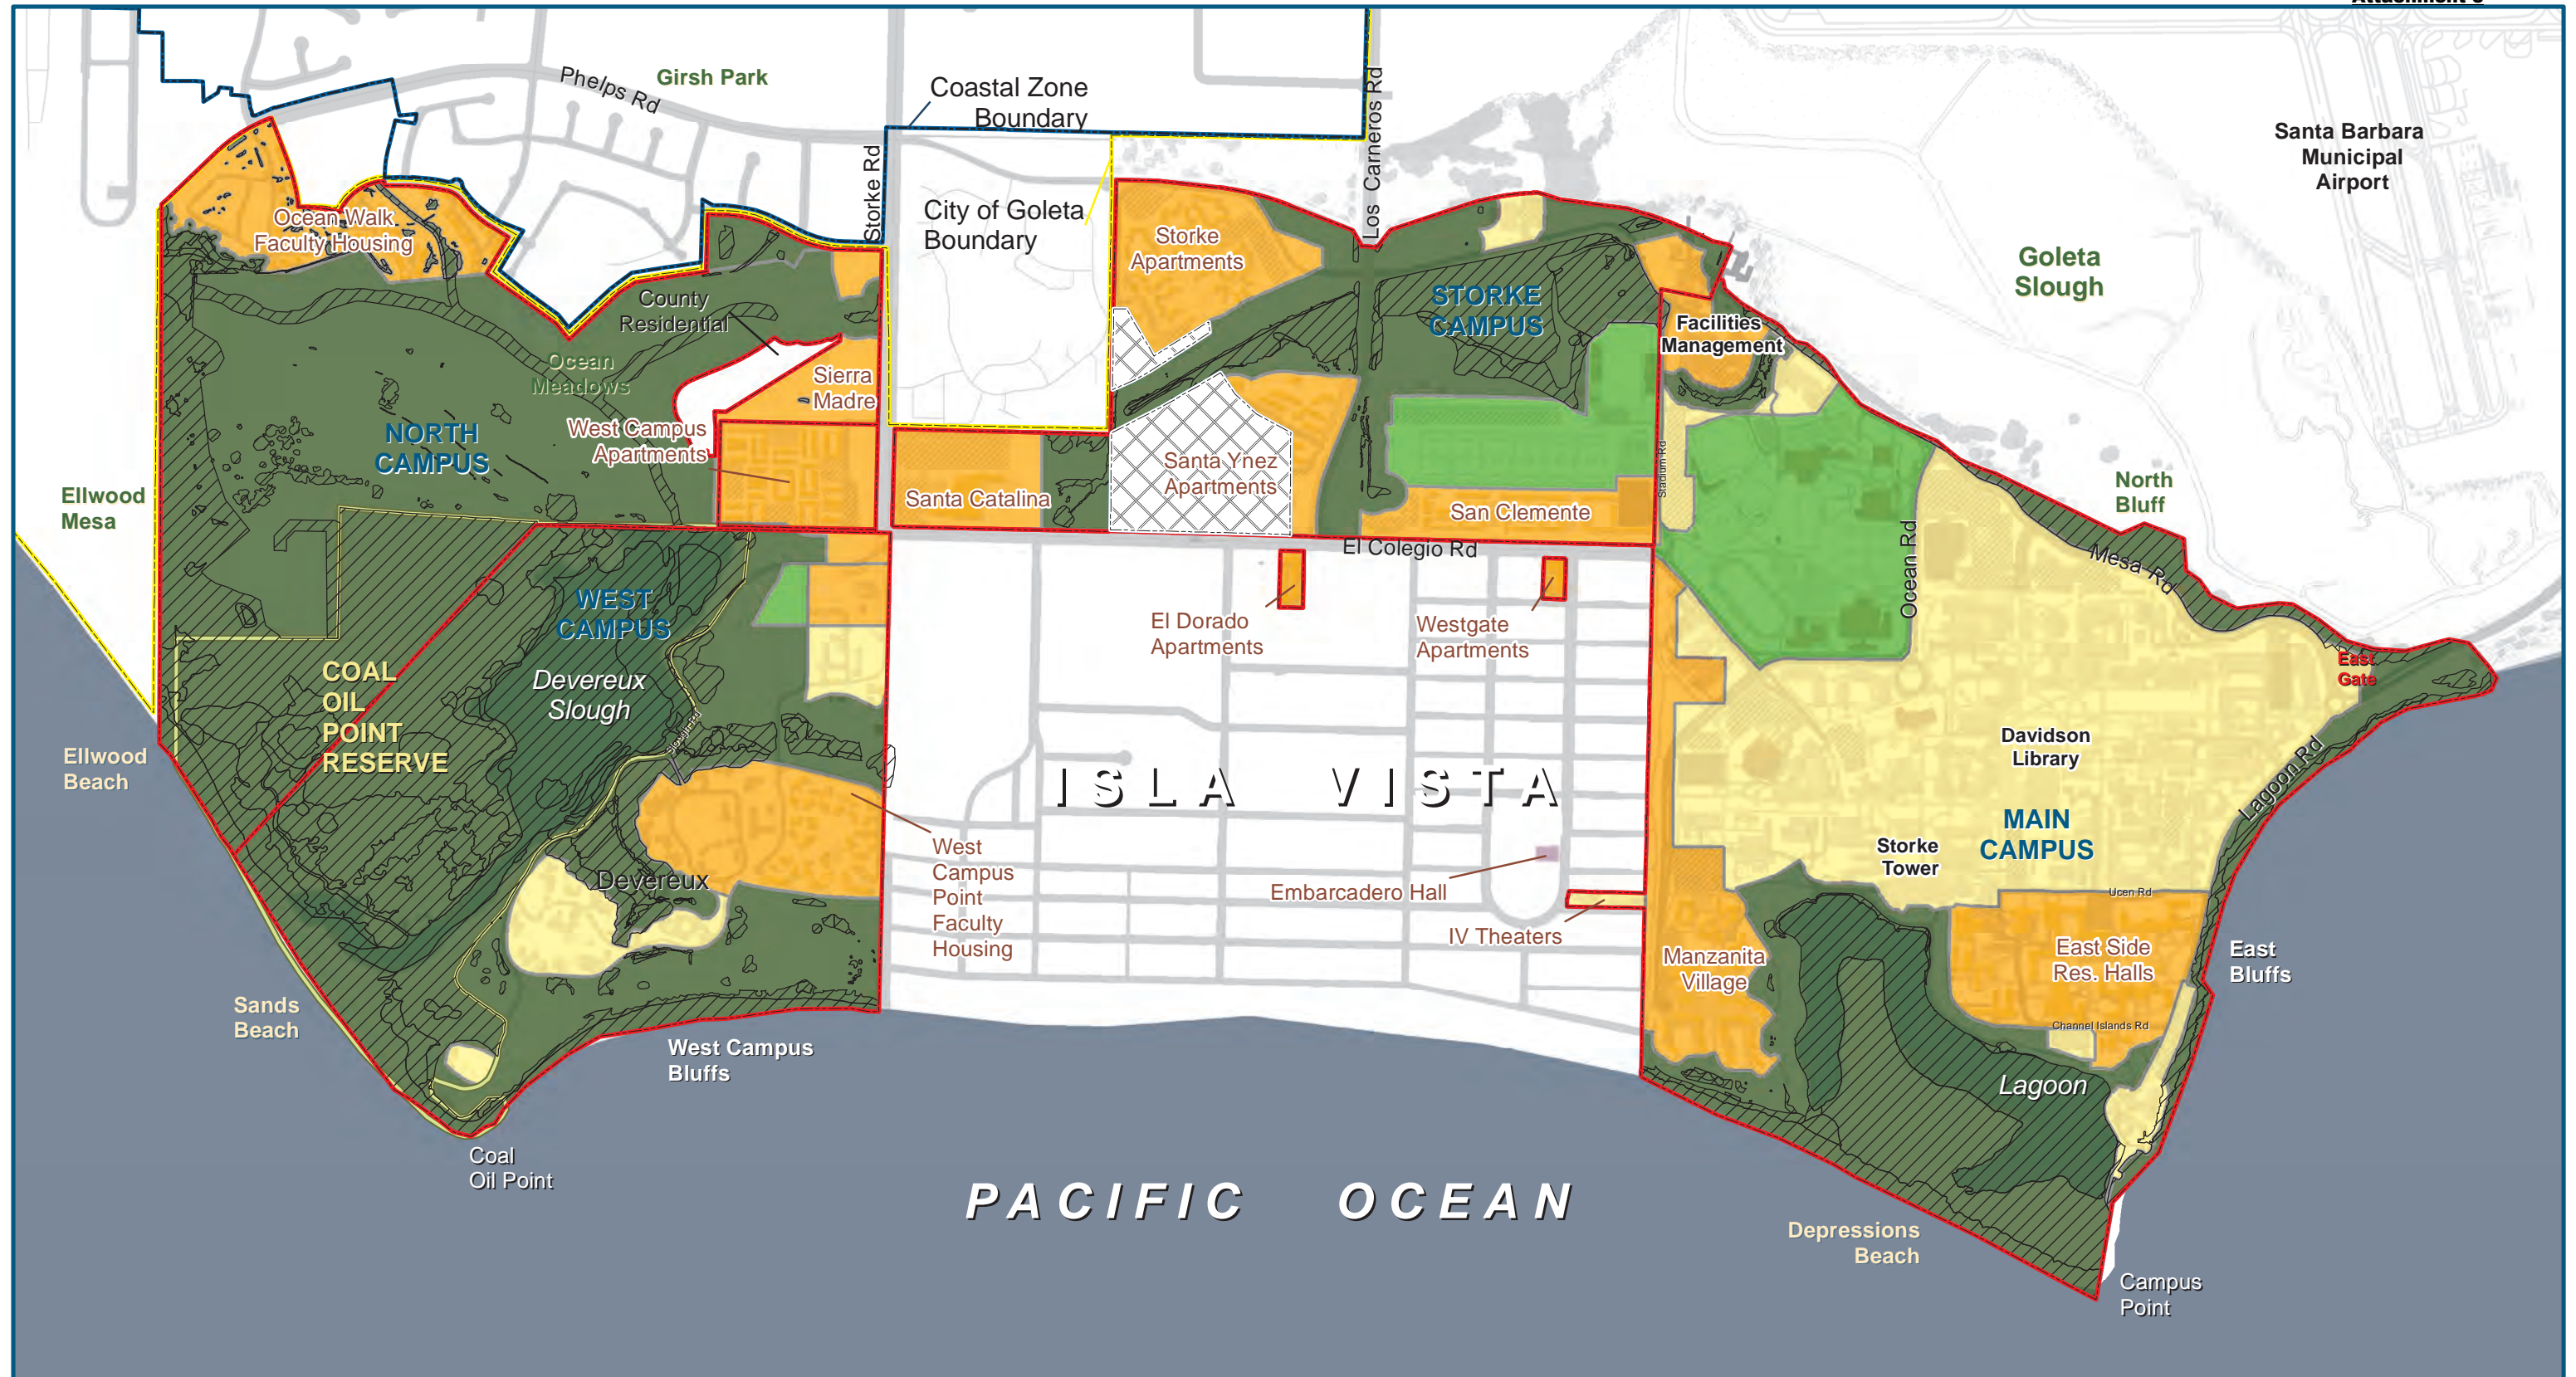 Phelps Rd
Girsh Park
Coastal Zone
Boundary
Los Carneros Rd
Santa Barbara
Municipal
Airport
Storke Rd
City of Goleta
Boundary
Ocean Walk
Faculty Housing
Storke
Apartments
Goleta
Slough
County
Residential
STORKE
CAMPUS
Facilities
Management
Ocean
Meadows
Sierra
Madre
NORTH
CAMPUS
West Campus
Apartments
Santa Catalina
Santa Ynez
Apartments
San Clemente
Stadium Rd
Ellwood
Mesa
North
Bluff
El Colegio Rd
Ocean Rd
Mesa Rd
WEST
CAMPUS
El Dorado
Apartments
Westgate
Apartments
East
Gate
COAL
OIL
POINT
RESERVE
Devereux
Slough
Slough Rd
Ellwood
Beach
ISLA VISTA
Davidson
Library
Lagoon Rd
MAIN
CAMPUS
Storke
Tower
West
Campus
Point
Faculty
Housing
Devereux
Embarcadero Hall
IV Theaters
Ucen Rd
Manzanita
Village
East Side
Res. Halls
East
Bluffs
Sands
Beach
Channel Islands Rd
West Campus
Bluffs
Lagoon
Coal
Oil Point
PACIFIC OCEAN
Depressions
Beach
Campus
Point